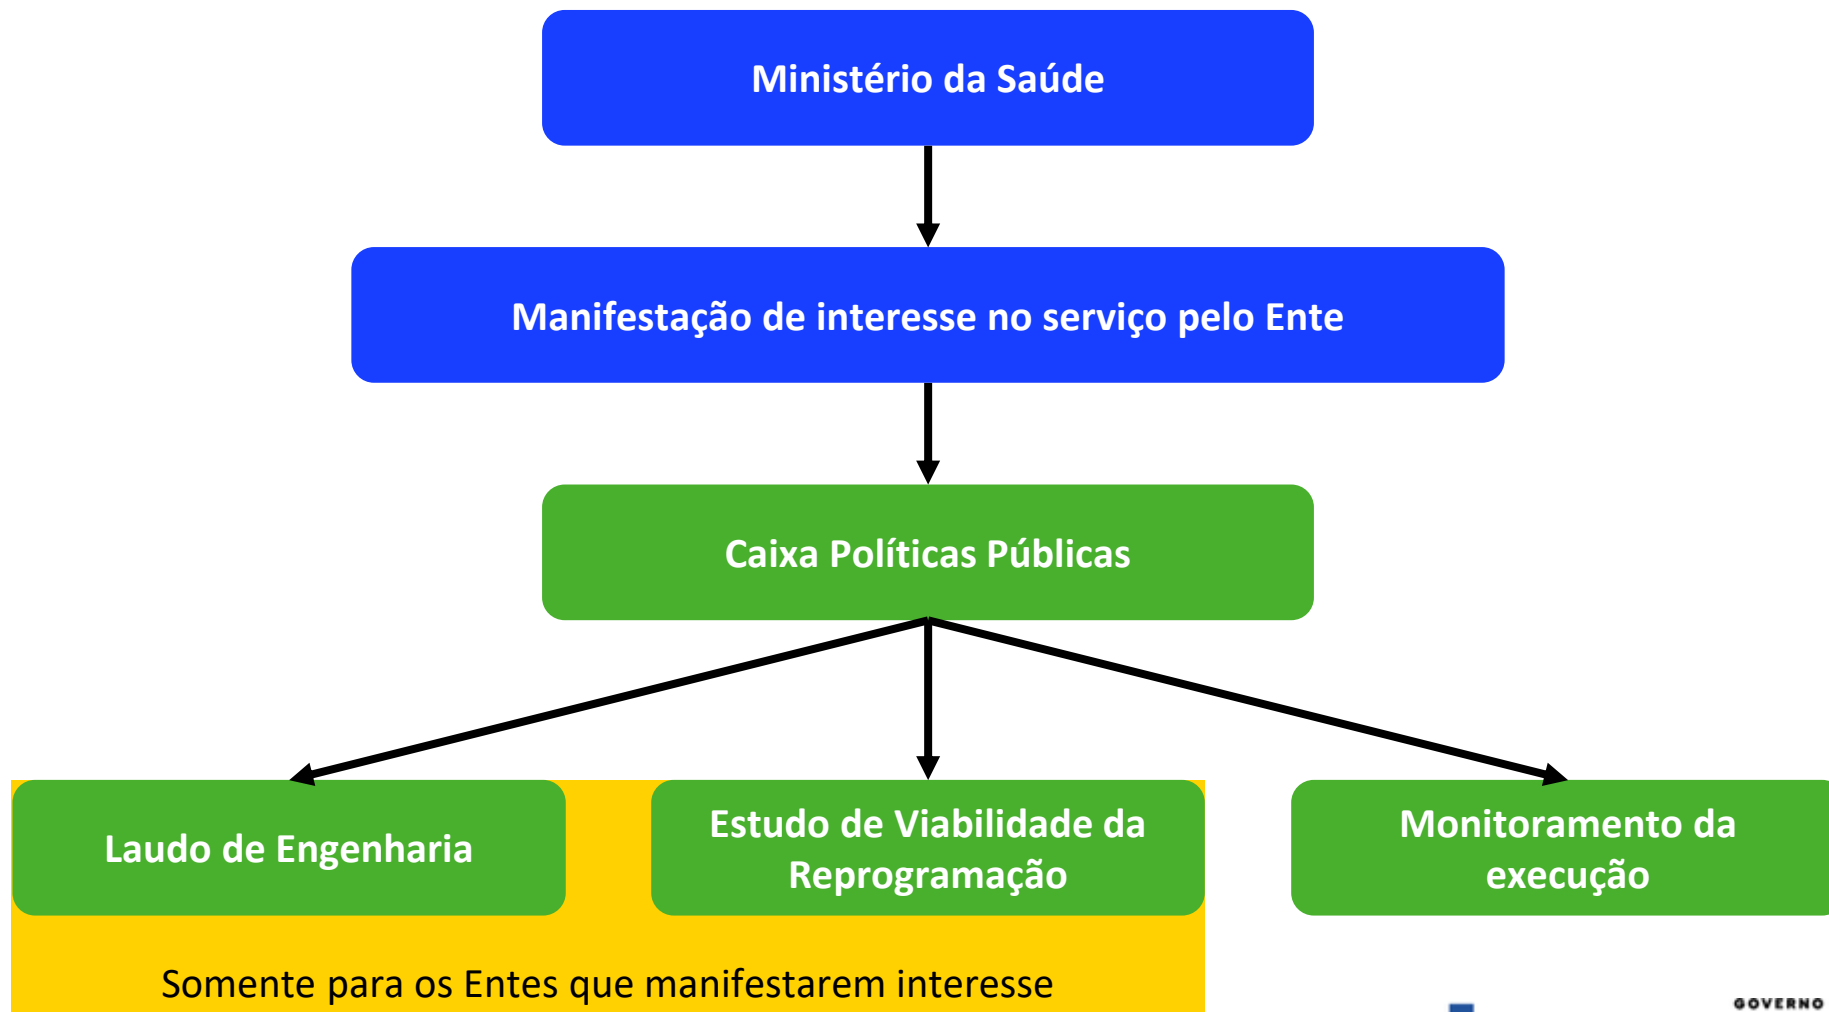 Ministério da Saúde
Manifestação de interesse no serviço pelo Ente
Caixa Políticas Públicas
Laudo de Engenharia
Estudo de Viabilidade da
Reprogramação
Monitoramento da
execução
Somente para os Entes que manifestarem interesse
GOVERNO